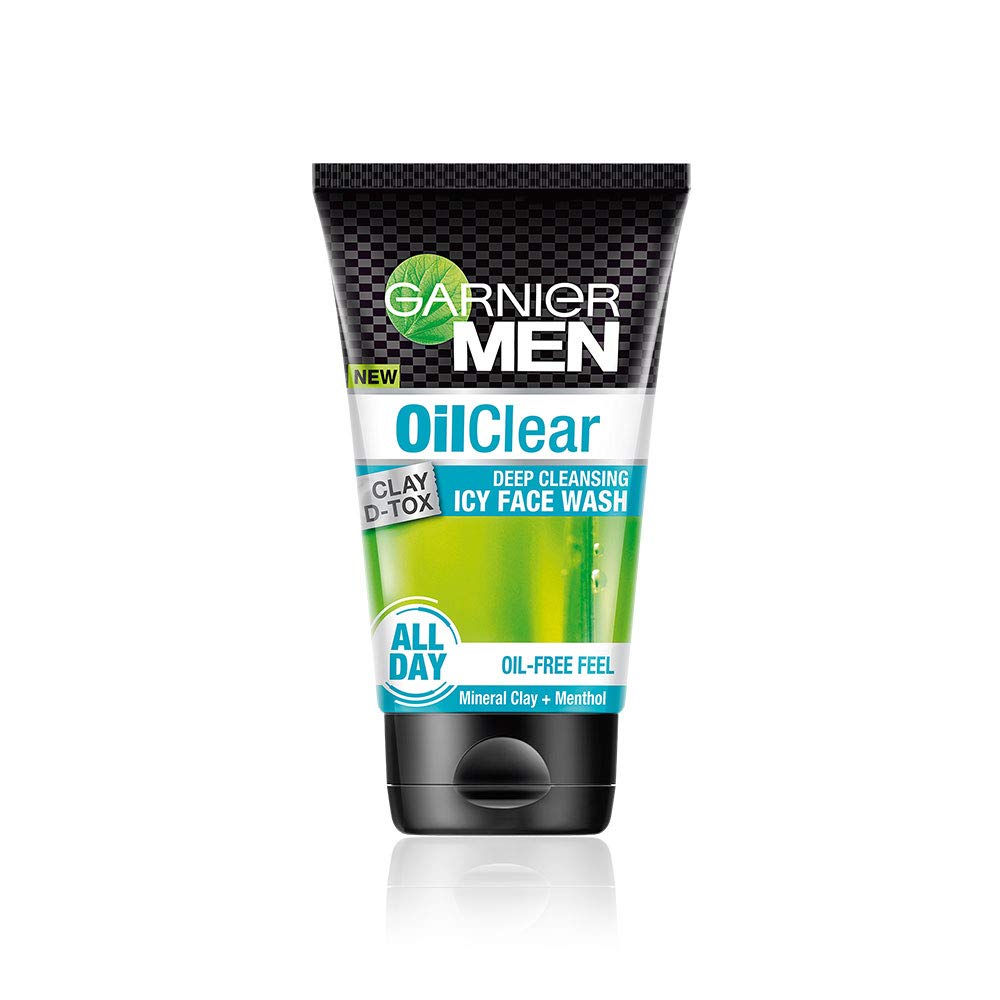 GARNIER
MEN
NEW
OilClear
CLAY
D-TOX
DEEP CLEANSING
ICY FACE WASH
ALL
DAY
OIL-FREE FEEL
Mineral Clay + Menthol